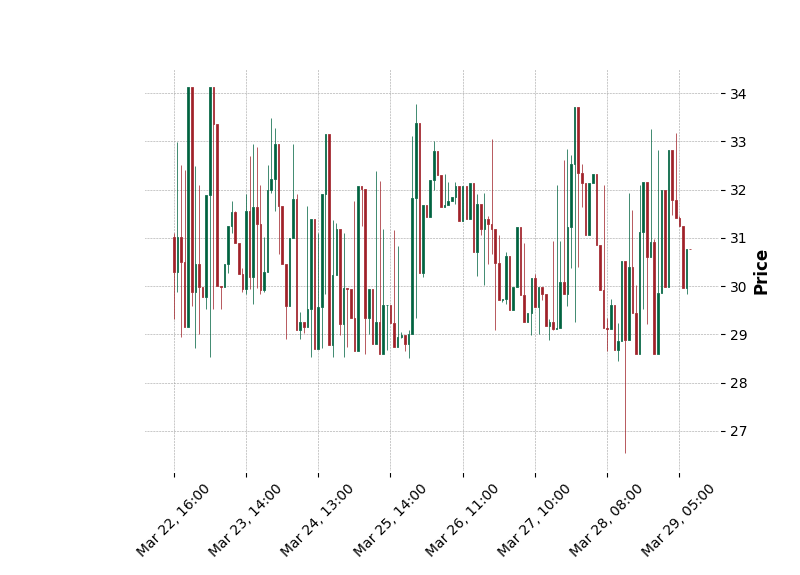 34
33
32
31
30
29
28
27
Price
Mar 22, 16:00
Mar 23, 14:00
Mar 24, 13:00
Mar 25, 14:00
Mar 26, 11:00
Mar 27, 10:00
Mar 28, 08:00
Mar 29, 05:00